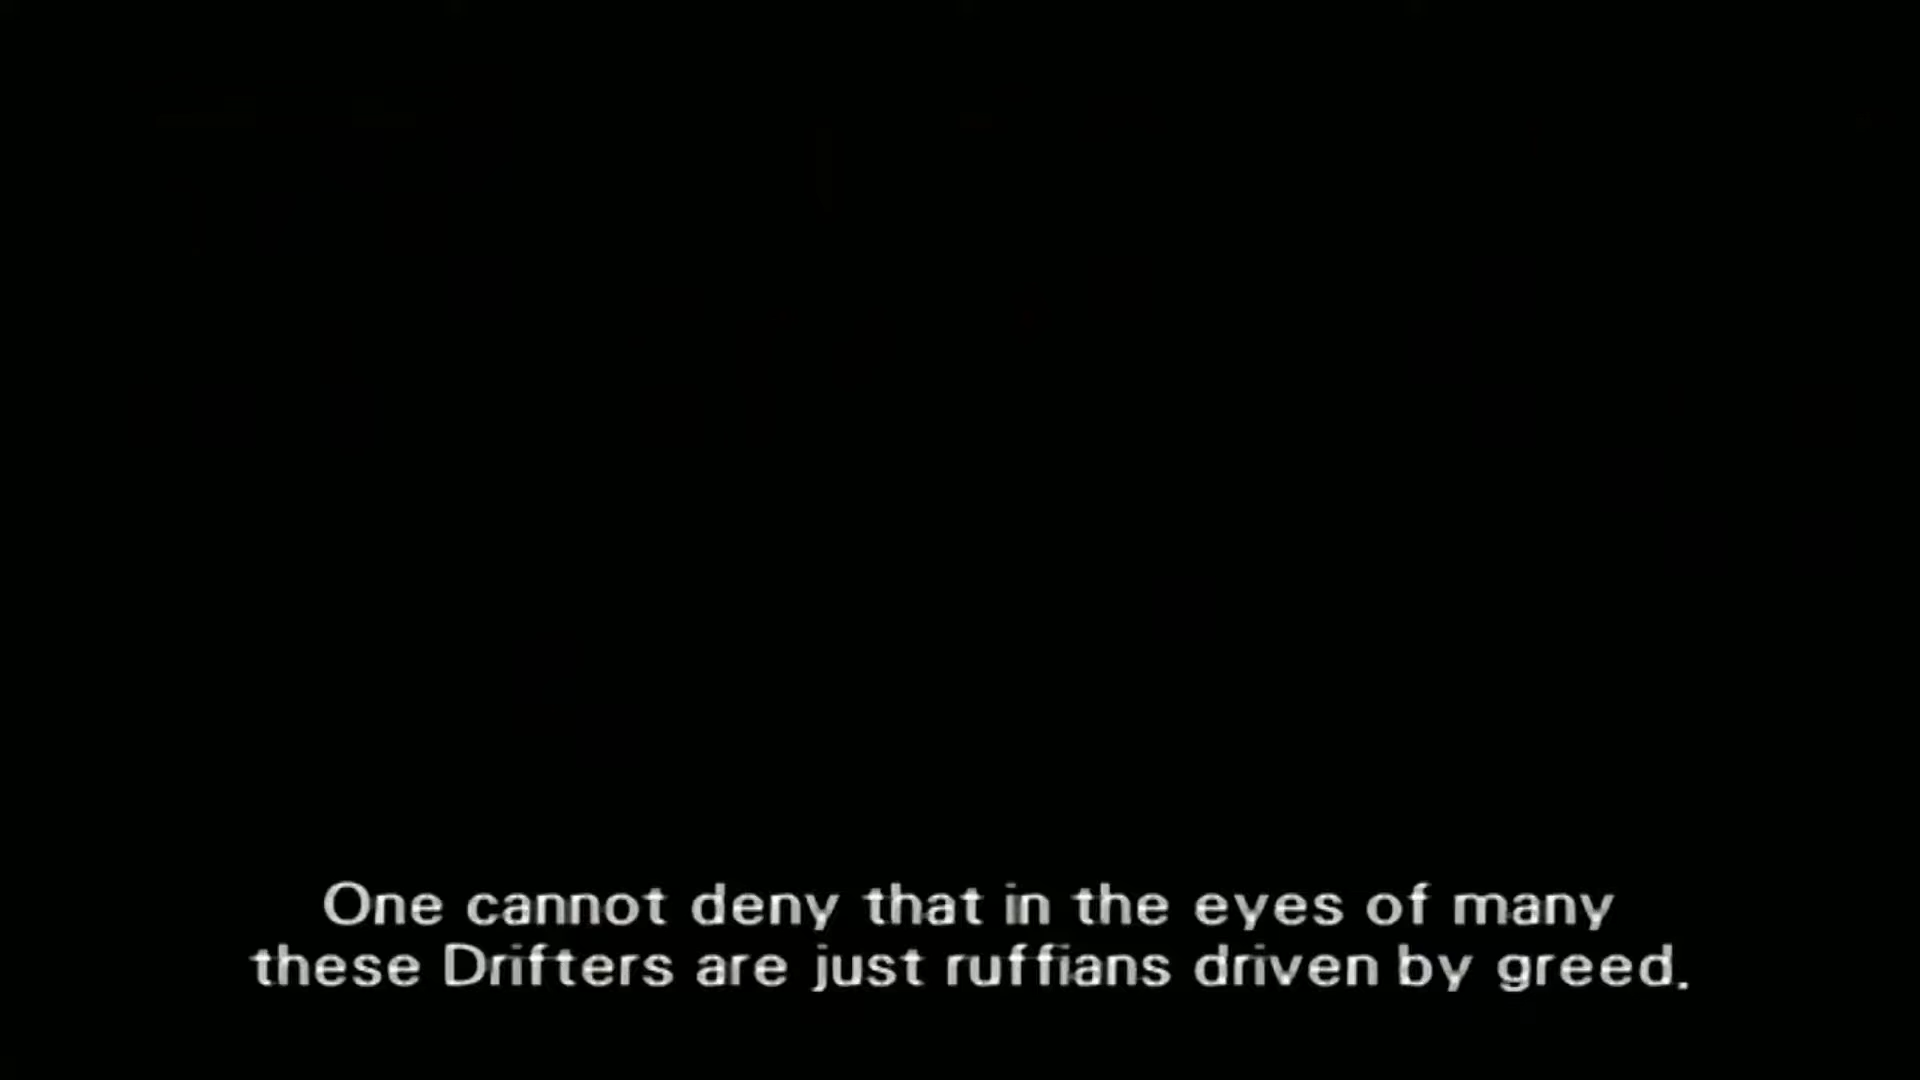 One cannot deny that in the eyes of many
these Drifters are just ruffians driven by greed.